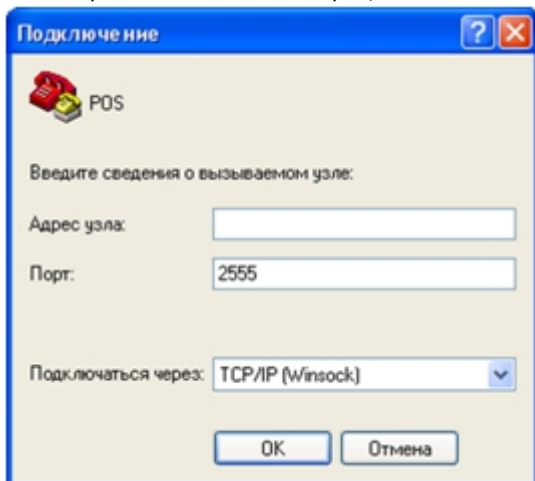 Подключение
POS
Введите сведения о вызываемом узле:
Адрес узла:
Порт: 2555
Подключаться через: TCP/IP (Winsock)
OK Отмена